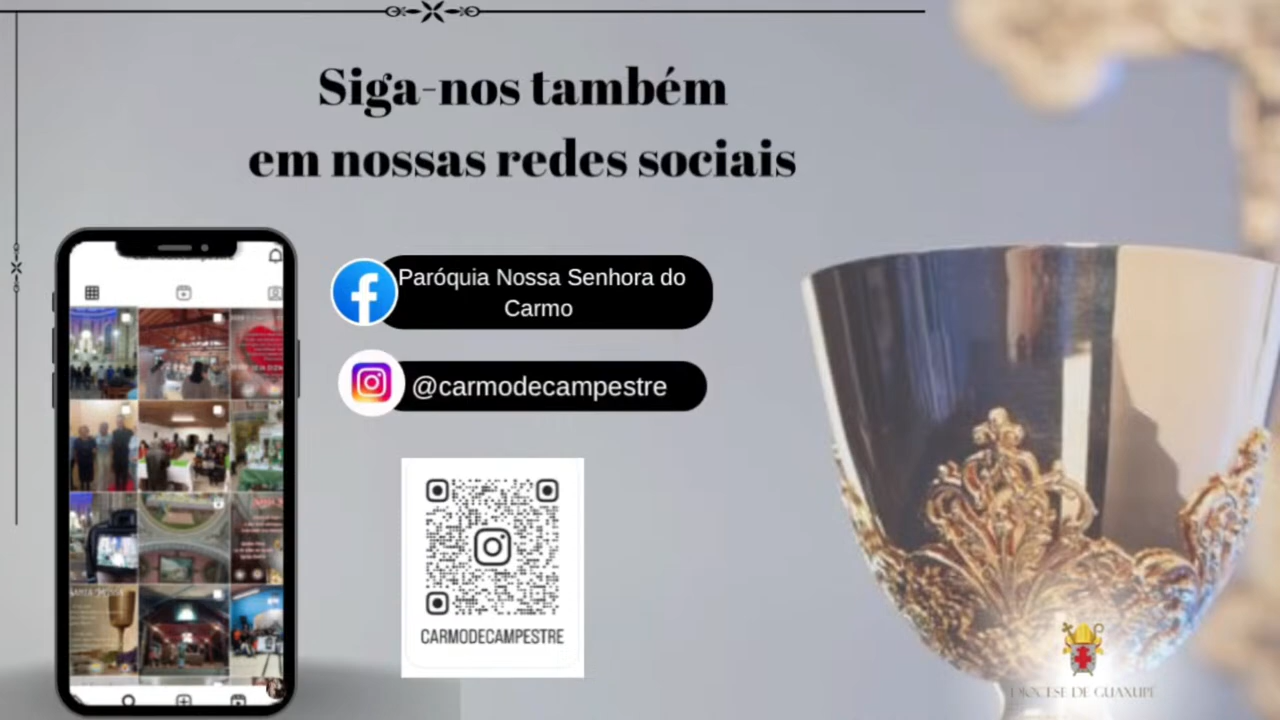 Siga-nos também
em nossas redes sociais
Paróquia Nossa Senhora do
Carmo
@carmodecampestre
CARMODECAMPESTRE
DIOCESE DE GUAXUPÉ